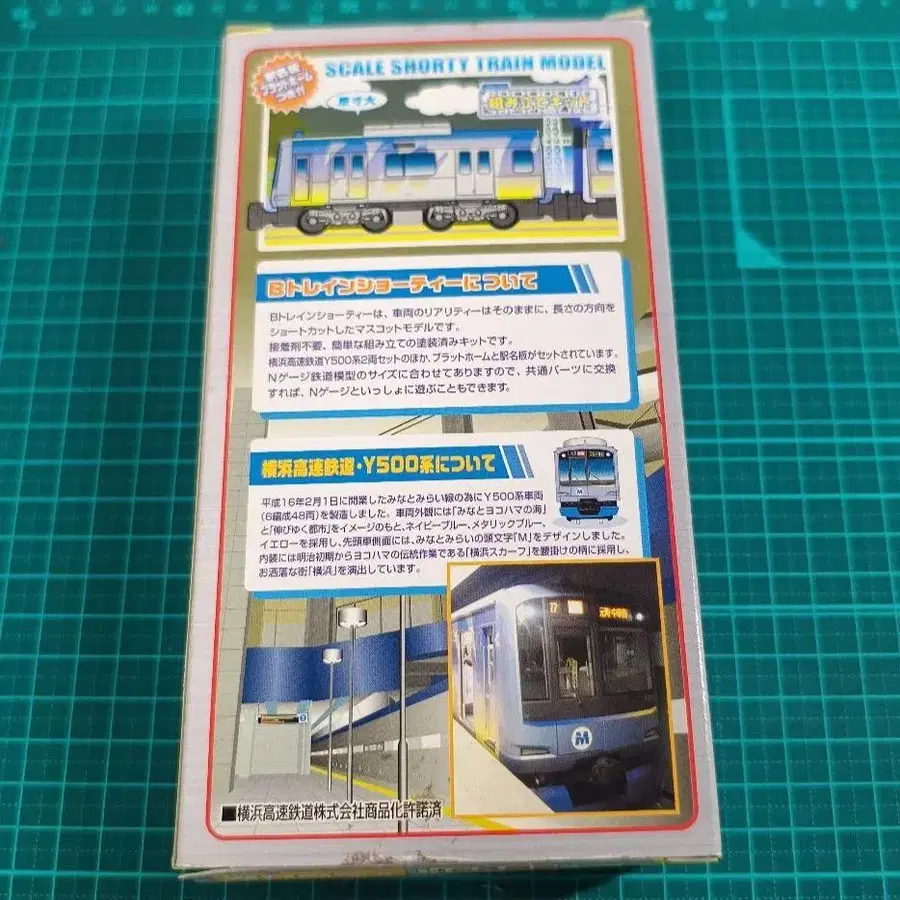 SCALE SHORTY TRAIN MODEL
駅名板
プラットホーム
つき!!
原寸大
組み立てキット
Bトレインショーティーについて
Bトレインショーティーは、車両のリアリティーはそのままに、長さの方向を
ショートカットしたマスコットモデルです。
接着剤不要、簡単な組み立ての塗装済みキットです。
横浜高速鉄道Y500系2両セットのほか、プラットホームと駅名板がセットされています。
Nゲージ鉄道模型のサイズに合わせてありますので、共通パーツに交換
すれば、Nゲージといっしょに遊ぶこともできます。
横浜高速鉄道・Y500系について
平成16年2月1日に開業したみなとみらい線の為にY500系車両
(6編成48両)を製造しました。車両外観には「みなとヨコハマの海」
と「伸びゆく都市」をイメージのもと、ネイビーブルー、メタリックブルー、
イエローを採用し、先頭車側面には、みなとみらいの頭文字「M」をデザインしました。
内装には明治初期からヨコハマの伝統作業である「横浜スカーフ」を腰掛けの柄に採用し、
お洒落な街「横浜」を演出しています。
M
27
元町・中華街
M
■横浜高速鉄道株式会社商品化許諾済